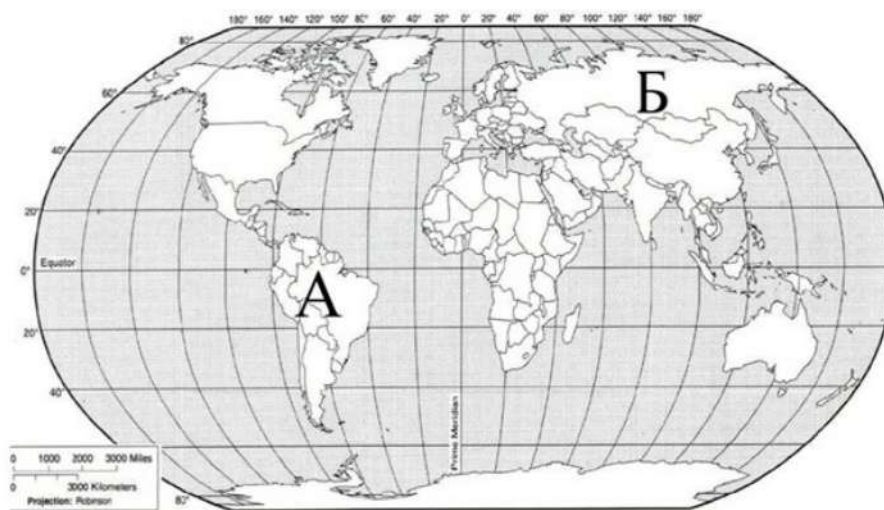 180° 160° 140° 120° 100° 80° 60° 40° 20° 0° 20° 40° 60° 80° 100° 120° 140° 160° 180°
80°
60°
Б
40°
20°
Equator
0°
А
20°
40°
Prime Meridian
0 1000 2000 3000 Miles
0 3000 Kilometers
Projection: Robinson
80°